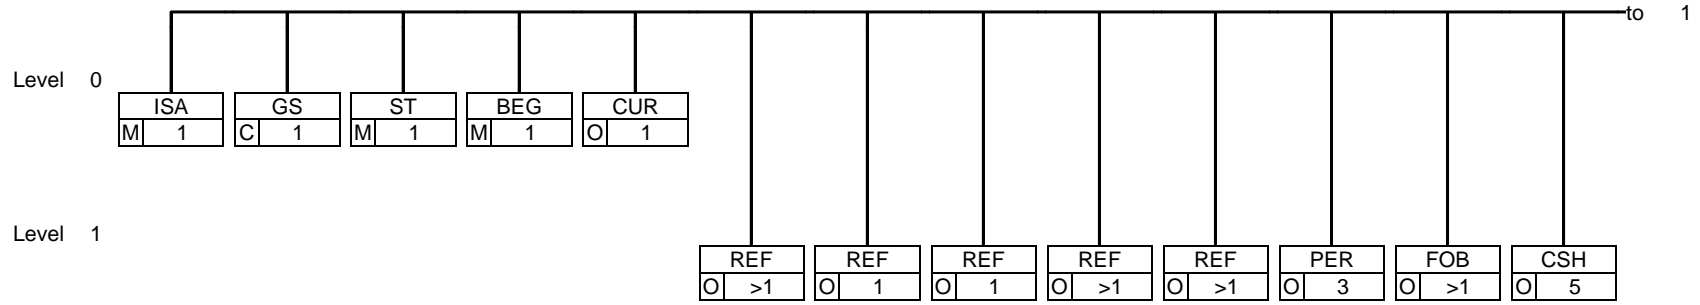 to 1
Level 0
ISA GS ST BEG CUR
M 1 C 1 M 1 M 1 O 1
Level 1
REF REF REF REF REF PER FOB CSH
O >1 O 1 O 1 O >1 O >1 O 3 O >1 O 5